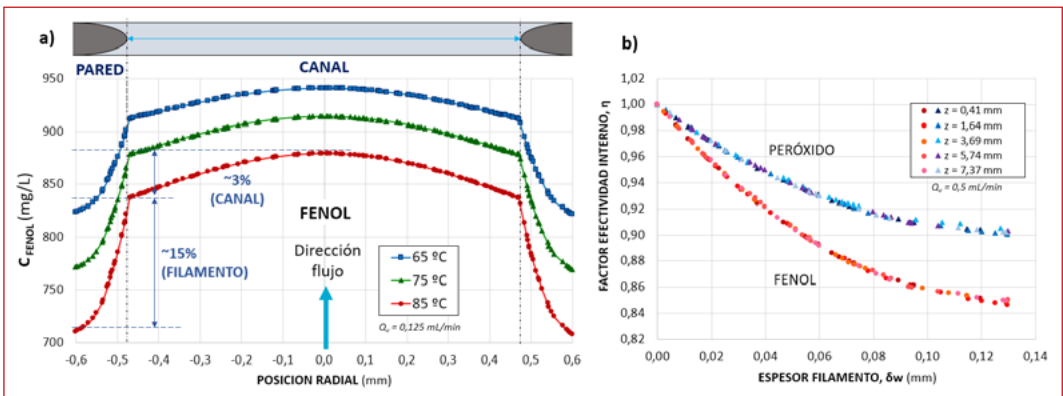 a)
PARED
CANAL
C_FENOL (mg/L)
950
900
850
800
750
700
~3%
(CANAL)
~15%
(FILAMENTO)
FENOL
Dirección
flujo
65 ºC
75 ºC
85 ºC
Qᵥ = 0,125 mL/min
-0,6 -0,5 -0,4 -0,3 -0,2 -0,1 0,0 0,1 0,2 0,3 0,4 0,5 0,6
POSICION RADIAL (mm)
b)
FACTOR EFECTIVIDAD INTERNO, η
1,02
1,00
0,98
0,96
0,94
0,92
0,90
0,88
0,86
0,84
0,82
PERÓXIDO
FENOL
z = 0,41 mm
z = 1,64 mm
z = 3,69 mm
z = 5,74 mm
z = 7,37 mm
Qᵥ = 0,5 mL/min
0,00 0,02 0,04 0,06 0,08 0,10 0,12 0,14
ESPESOR FILAMENTO, δw (mm)